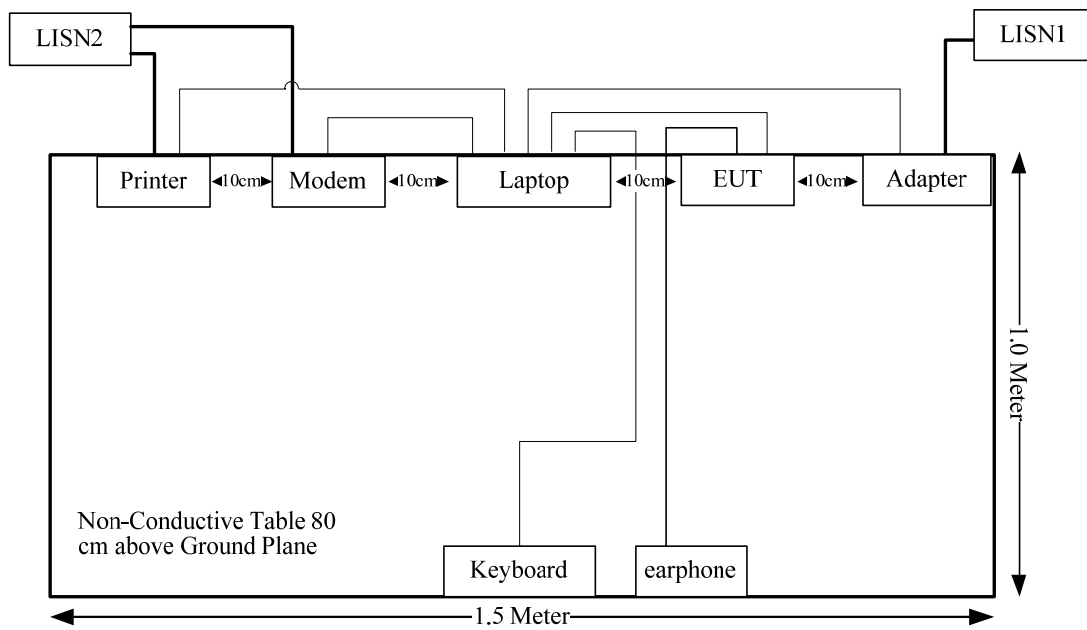 LISN2
LISN1
Printer
10cm
Modem
10cm
Laptop
10cm
EUT
10cm
Adapter
1.0 Meter
Non-Conductive Table 80
cm above Ground Plane
Keyboard
earphone
1.5 Meter